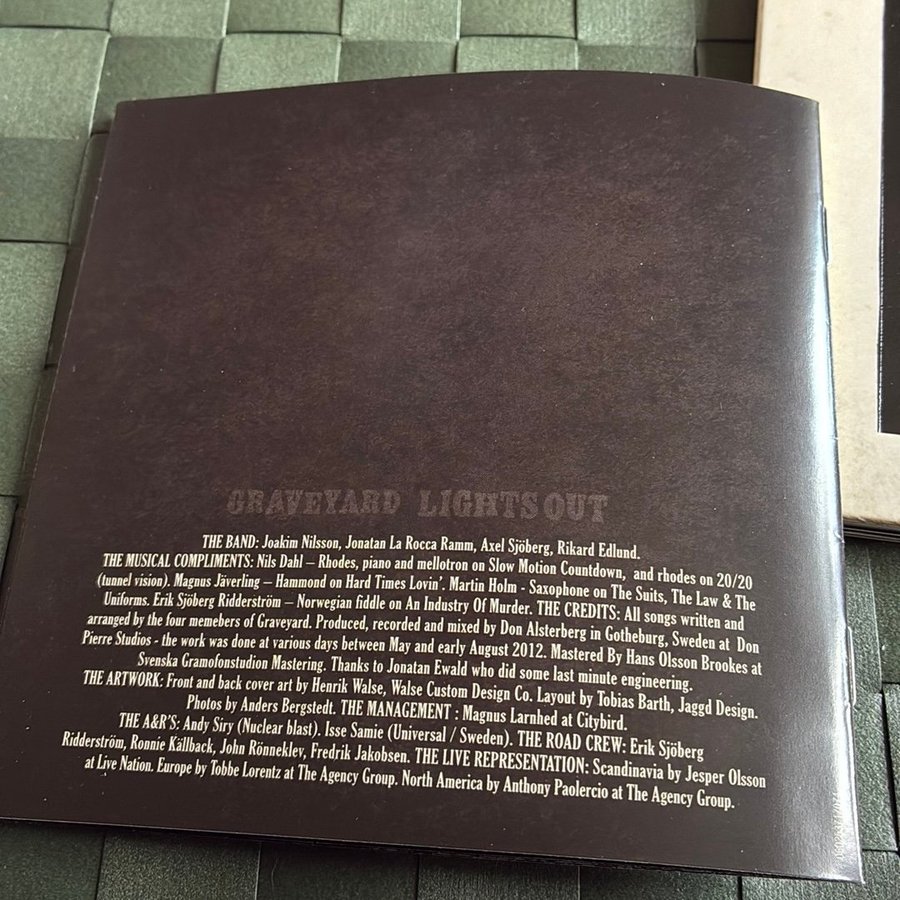 GRAVEYARD LIGHTS OUT
THE BAND: Joakim Nilsson, Jonatan La Rocca Ramm, Axel Sjöberg, Rikard Edlund.
THE MUSICAL COMPLIMENTS: Nils Dahl – Rhodes, piano and mellotron on Slow Motion Countdown, and rhodes on 20/20
(tunnel vision). Magnus Jäverling – Hammond on Hard Times Lovin'. Martin Holm - Saxophone on The Suits, The Law & The
Uniforms. Erik Sjöberg Ridderström – Norwegian fiddle on An Industry Of Murder. THE CREDITS: All songs written and
arranged by the four memebers of Graveyard. Produced, recorded and mixed by Don Alsterberg in Gotheburg, Sweden at Don
Pierre Studios - the work was done at various days between May and early August 2012. Mastered By Hans Olsson Brookes at
Svenska Gramofonstudion Mastering. Thanks to Jonatan Ewald who did some last minute engineering.
THE ARTWORK: Front and back cover art by Henrik Walse, Walse Custom Design Co. Layout by Tobias Barth, Jaggd Design.
Photos by Anders Bergstedt. THE MANAGEMENT : Magnus Larnhed at Citybird.
THE A&R'S: Andy Siry (Nuclear blast). Isse Samie (Universal / Sweden). THE ROAD CREW: Erik Sjöberg
Ridderström, Ronnie Källback, John Rönneklev, Fredrik Jakobsen. THE LIVE REPRESENTATION: Scandinavia by Jesper Olsson
at Live Nation. Europe by Tobbe Lorentz at The Agency Group. North America by Anthony Paolercio at The Agency Group.